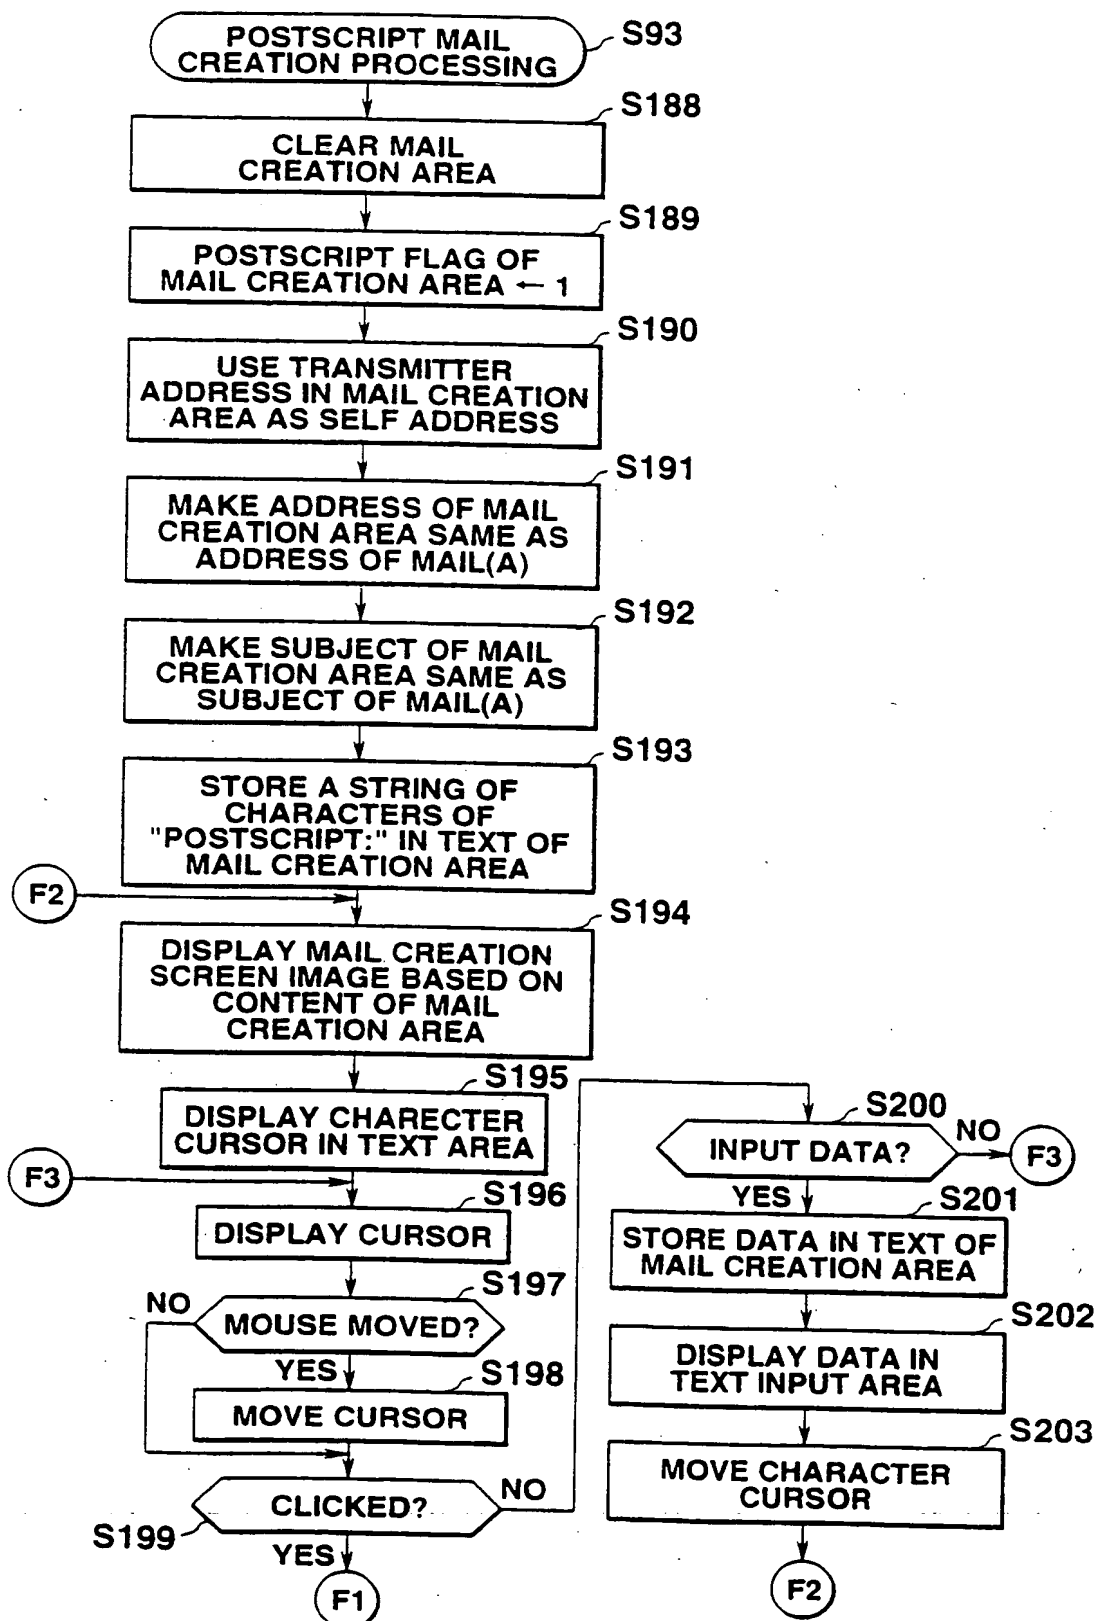 POSTSCRIPT MAIL
CREATION PROCESSING
S93
S188
CLEAR MAIL
CREATION AREA
S189
POSTSCRIPT FLAG OF
MAIL CREATION AREA ← 1
S190
USE TRANSMITTER
ADDRESS IN MAIL CREATION
AREA AS SELF ADDRESS
S191
MAKE ADDRESS OF MAIL
CREATION AREA SAME AS
ADDRESS OF MAIL(A)
S192
MAKE SUBJECT OF MAIL
CREATION AREA SAME AS
SUBJECT OF MAIL(A)
S193
STORE A STRING OF
CHARACTERS OF
"POSTSCRIPT:" IN TEXT OF
MAIL CREATION AREA
F2
S194
DISPLAY MAIL CREATION
SCREEN IMAGE BASED ON
CONTENT OF MAIL
CREATION AREA
S195
DISPLAY CHARECTER
CURSOR IN TEXT AREA
F3
S196
DISPLAY CURSOR
S197
NO
MOUSE MOVED?
YES
S198
MOVE CURSOR
CLICKED?
NO
S199
YES
F1
S200
INPUT DATA?
NO
F3
YES
S201
STORE DATA IN TEXT OF
MAIL CREATION AREA
S202
DISPLAY DATA IN
TEXT INPUT AREA
S203
MOVE CHARACTER
CURSOR
F2